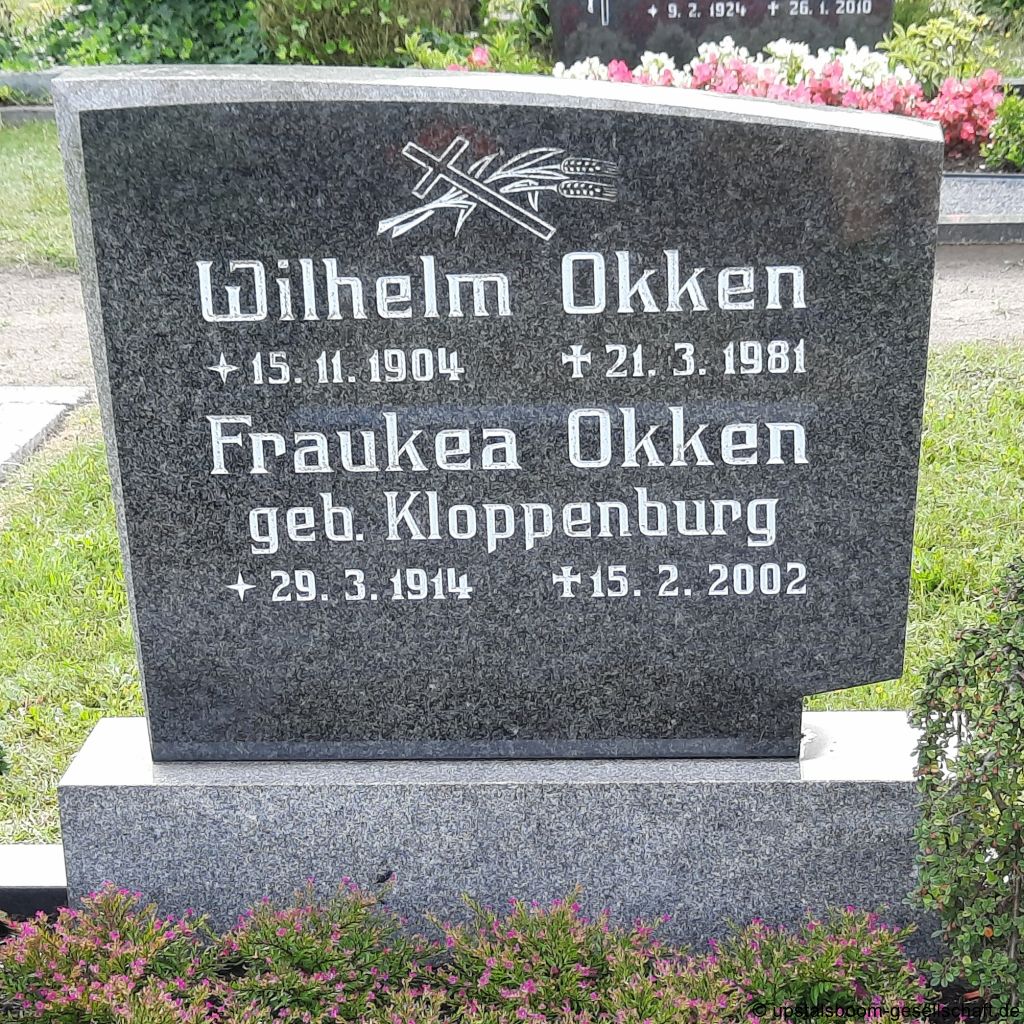 ✦ 9. 2. 1924 ✝ 26. 1. 2010
Wilhelm Okken
✦ 15. 11. 1904 ✝ 21. 3. 1981
Fraukea Okken
geb. Kloppenburg
✦ 29. 3. 1914 ✝ 15. 2. 2002
© upstalsboom-gesellschaft.de